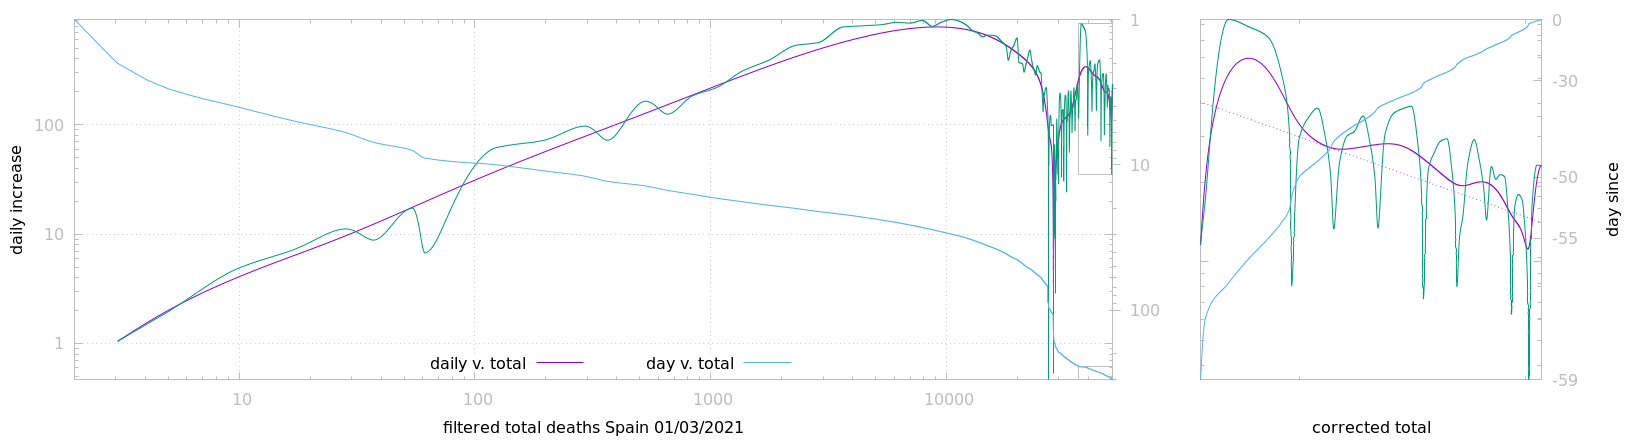 daily increase
100
10
1
daily v. total
day v. total
10
100
1000
10000
filtered total deaths Spain 01/03/2021
1
10
100
0
-30
-50
-55
-59
day since
corrected total